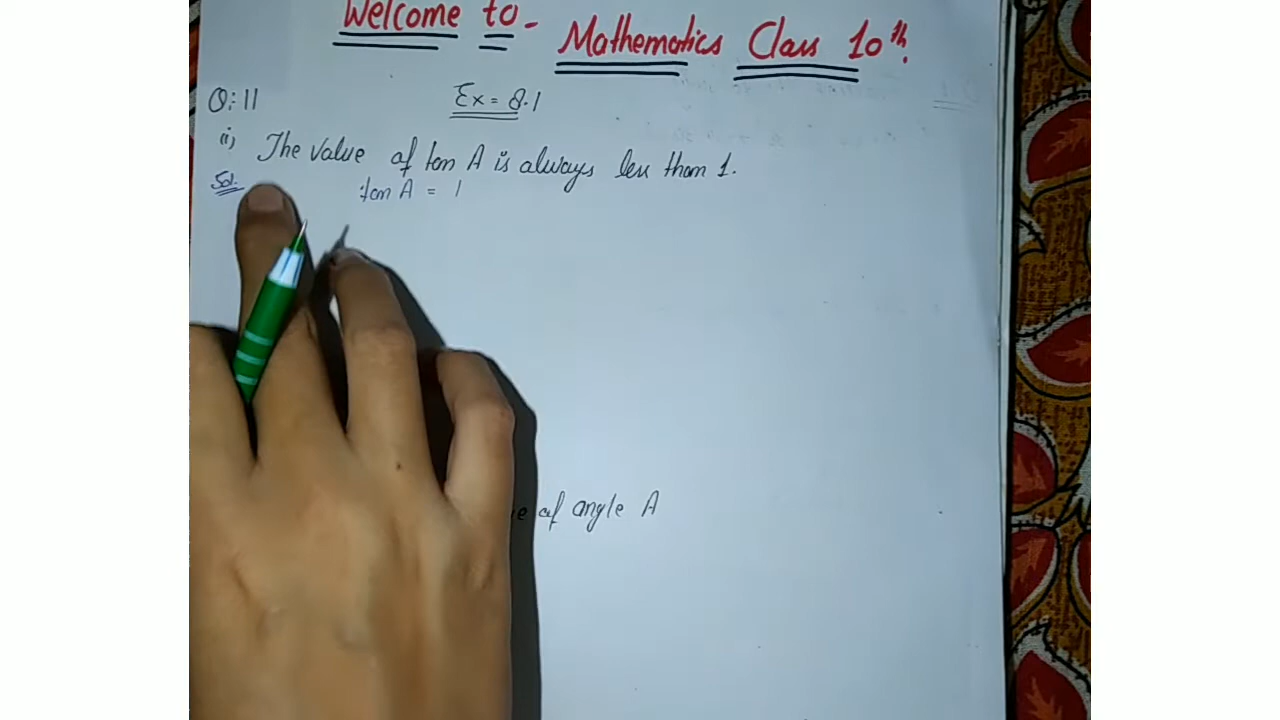 Welcome to-
Mathematics Class 10th.
Q:11
Ex = 8.1
(i) The value of tan A is always less than 1.
Sol.
tan A = 1
of angle A